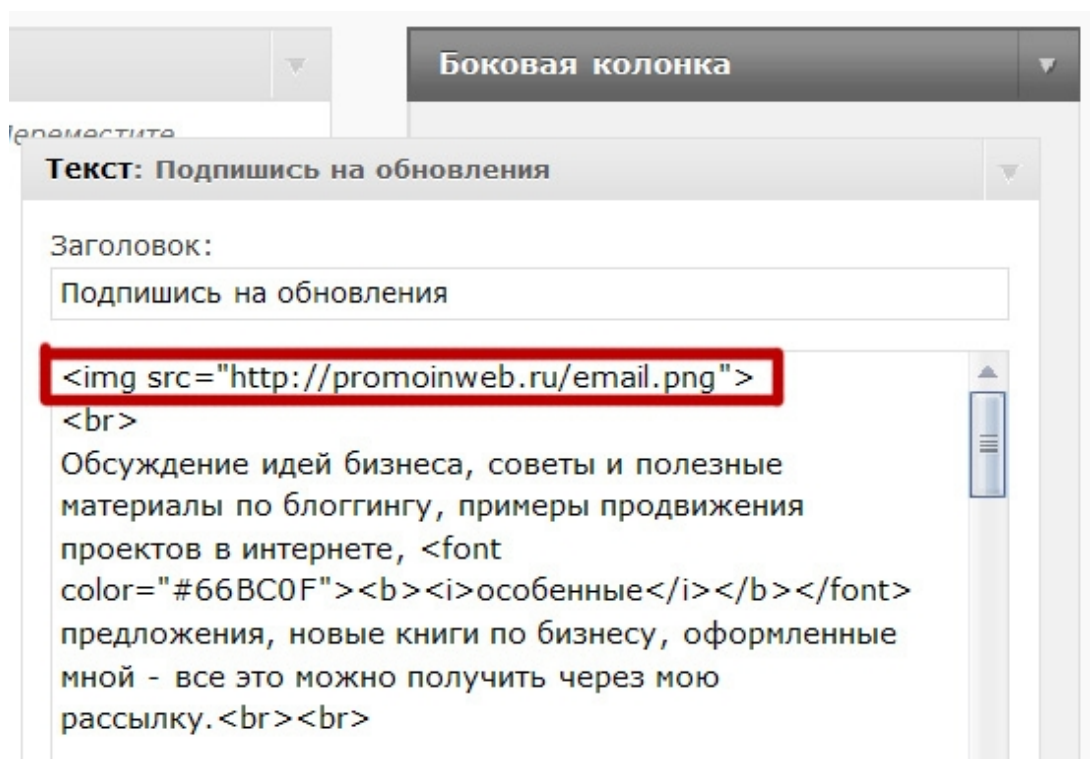 Боковая колонка
Переместите
Текст: Подпишись на обновления
Заголовок:
Подпишись на обновления
<img src="http://promoinweb.ru/email.png">
<br>
Обсуждение идей бизнеса, советы и полезные
материалы по блоггингу, примеры продвижения
проектов в интернете, <font
color="#66BC0F"><b><i>особенные</i></b></font>
предложения, новые книги по бизнесу, оформленные
мной - все это можно получить через мою
рассылку.<br><br>